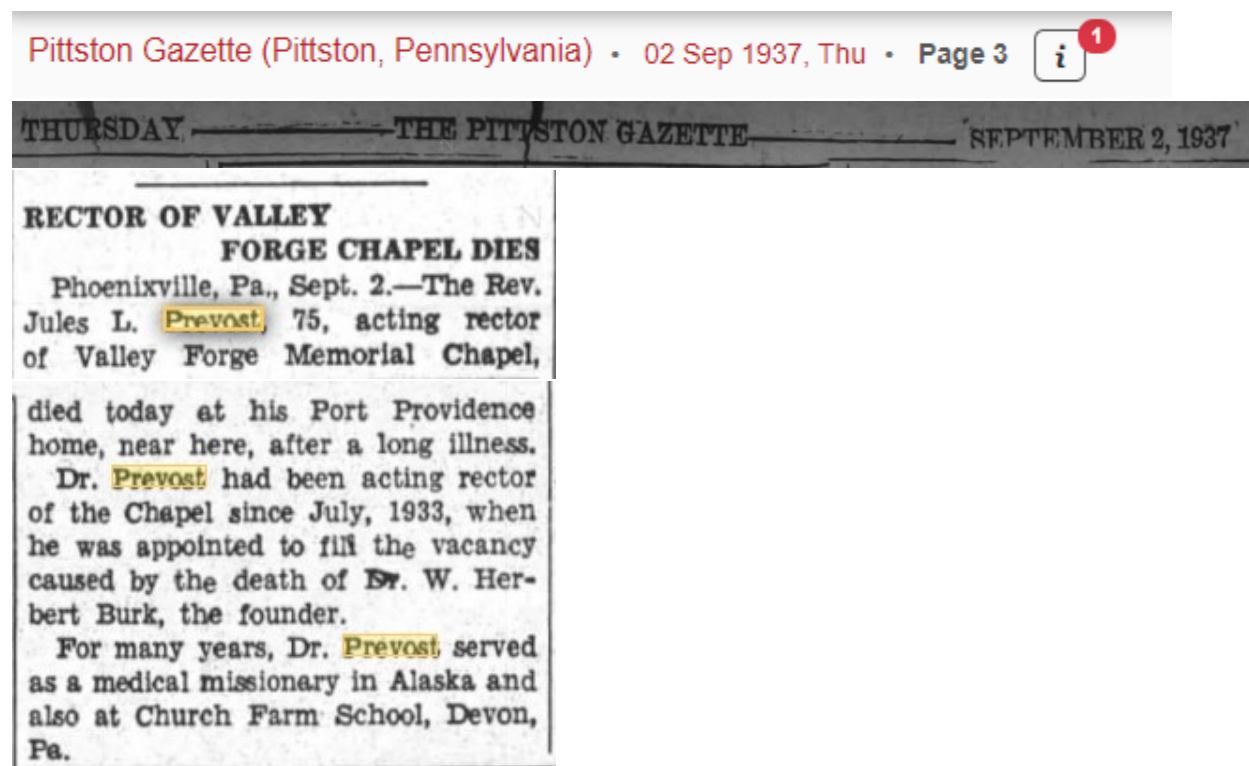 Pittston Gazette (Pittston, Pennsylvania) · 02 Sep 1937, Thu · Page 3 i 1
THURSDAY THE PITTSTON GAZETTE SEPTEMBER 2, 1937
RECTOR OF VALLEY
FORGE CHAPEL DIES
Phoenixville, Pa., Sept. 2.—The Rev.
Jules L. Prevost, 75, acting rector
of Valley Forge Memorial Chapel,
died today at his Port Providence
home, near here, after a long illness.
Dr. Prevost had been acting rector
of the Chapel since July, 1933, when
he was appointed to fill the vacancy
caused by the death of Dr. W. Her-
bert Burk, the founder.
For many years, Dr. Prevost served
as a medical missionary in Alaska and
also at Church Farm School, Devon,
Pa.